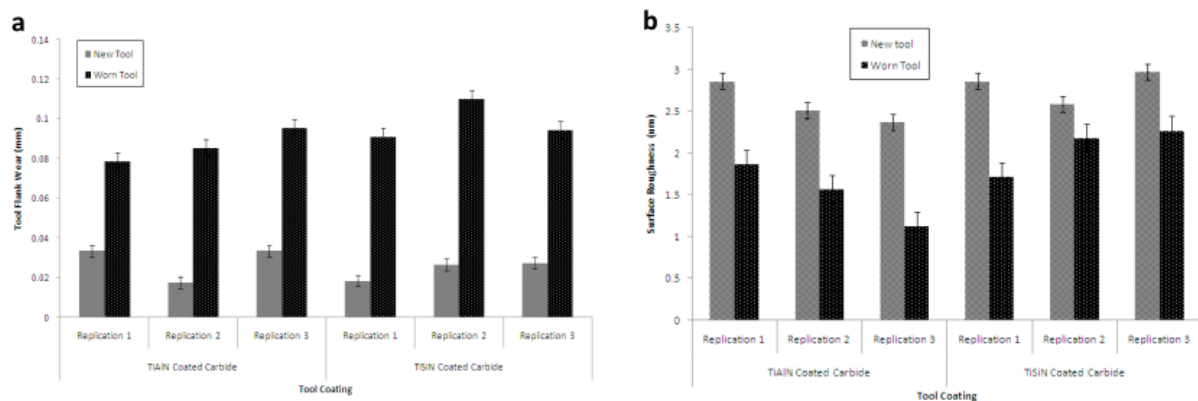 a
0.14
0.12
0.1
0.08
0.06
0.04
0.02
0
Tool Flank Wear (mm)
New Tool
Worn Tool
Replication 1 Replication 2 Replication 3 Replication 1 Replication 2 Replication 3
TiAlN Coated Carbide TiSiN Coated Carbide
Tool Coating
b
3.5
3
2.5
2
1.5
1
0.5
0
Surface Roughness (um)
New tool
Worn Tool
Replication 1 Replication 2 Replication 3 Replication 1 Replication 2 Replication 3
TiAlN Coated Carbide TiSiN Coated Carbide
Tool Coating